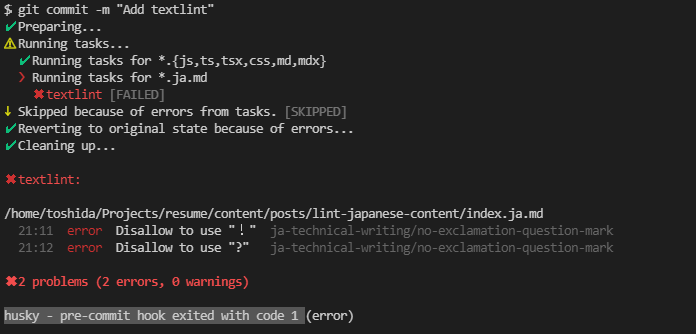 $ git commit -m "Add textlint"
✔Preparing...
⚠Running tasks...
✔Running tasks for *.{js,ts,tsx,css,md,mdx}
❯ Running tasks for *.ja.md
✖textlint [FAILED]
↓ Skipped because of errors from tasks. [SKIPPED]
✔Reverting to original state because of errors...
✔Cleaning up...
✖textlint:
/home/toshida/Projects/resume/content/posts/lint-japanese-content/index.ja.md
21:11 error Disallow to use "！" ja-technical-writing/no-exclamation-question-mark
21:12 error Disallow to use "?" ja-technical-writing/no-exclamation-question-mark
✖2 problems (2 errors, 0 warnings)
husky - pre-commit hook exited with code 1 (error)